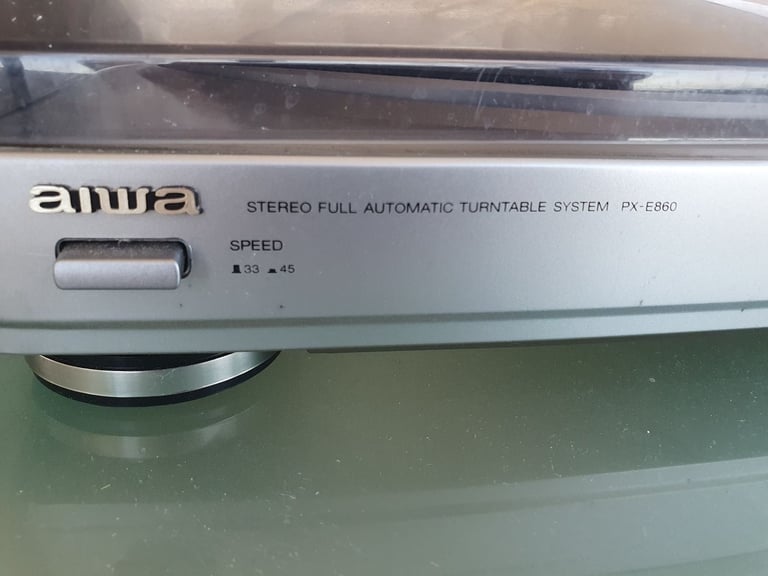 aiwa
STEREO FULL AUTOMATIC TURNTABLE SYSTEM PX-E860
SPEED
33 45